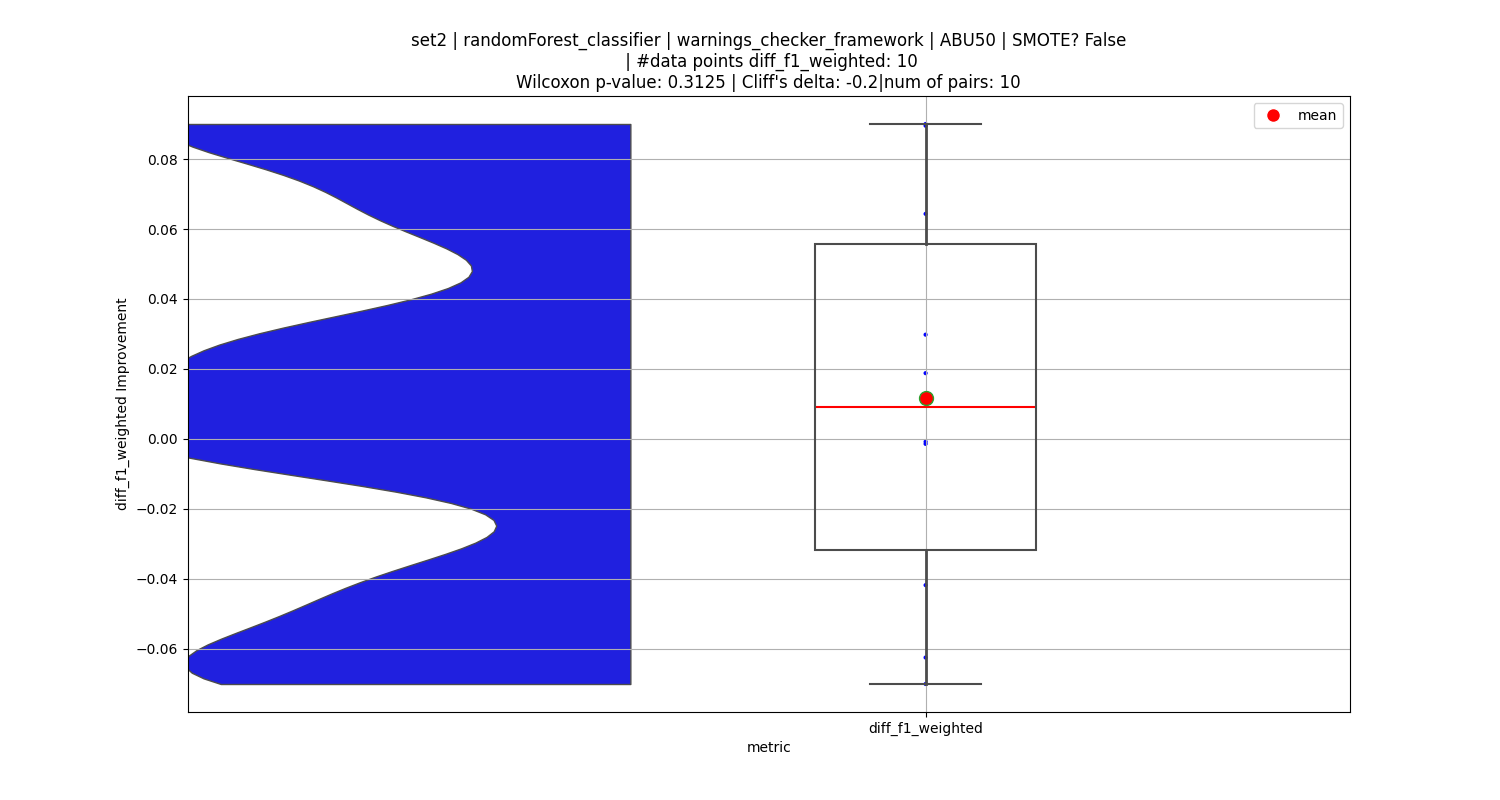 set2 | randomForest_classifier | warnings_checker_framework | ABU50 | SMOTE? False
| #data points diff_f1_weighted: 10
Wilcoxon p-value: 0.3125 | Cliff's delta: -0.2|num of pairs: 10
mean
0.08
0.06
0.04
0.02
0.00
−0.02
−0.04
−0.06
diff_f1_weighted Improvement
diff_f1_weighted
metric